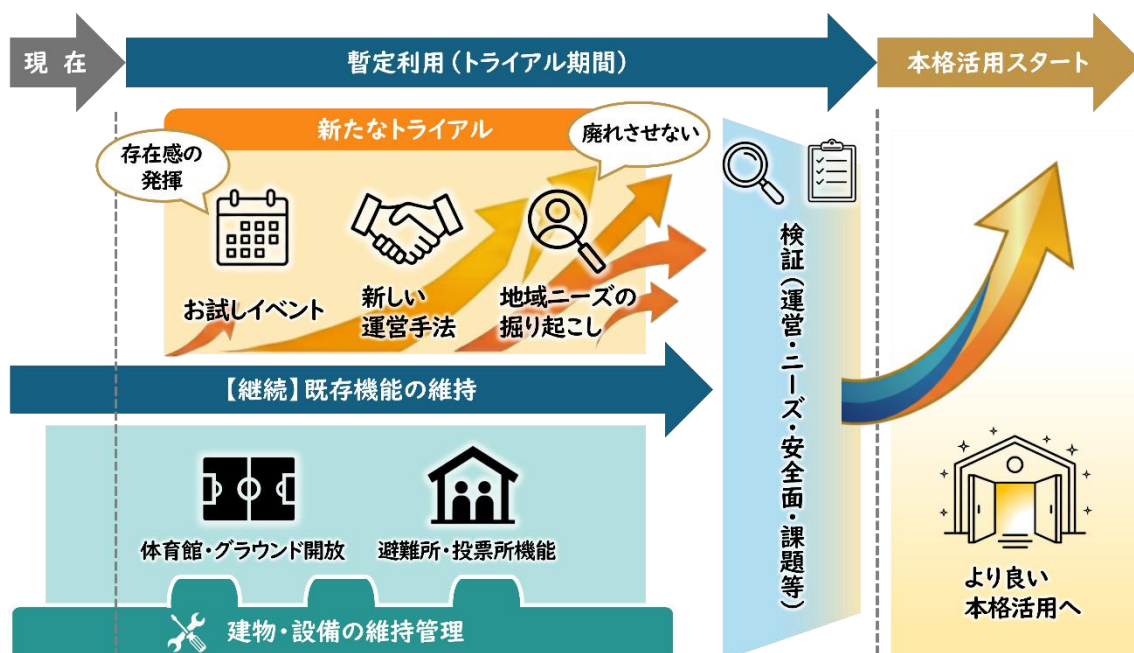 現在
暫定利用(トライアル期間)
本格活用スタート
新たなトライアル
存在感の
発揮
廃れさせない
お試しイベント
新しい
運営手法
地域ニーズの
掘り起こし
検証(運営・ニーズ・安全面・課題等)
【継続】既存機能の維持
体育館・グラウンド開放
避難所・投票所機能
建物・設備の維持管理
より良い
本格活用へ